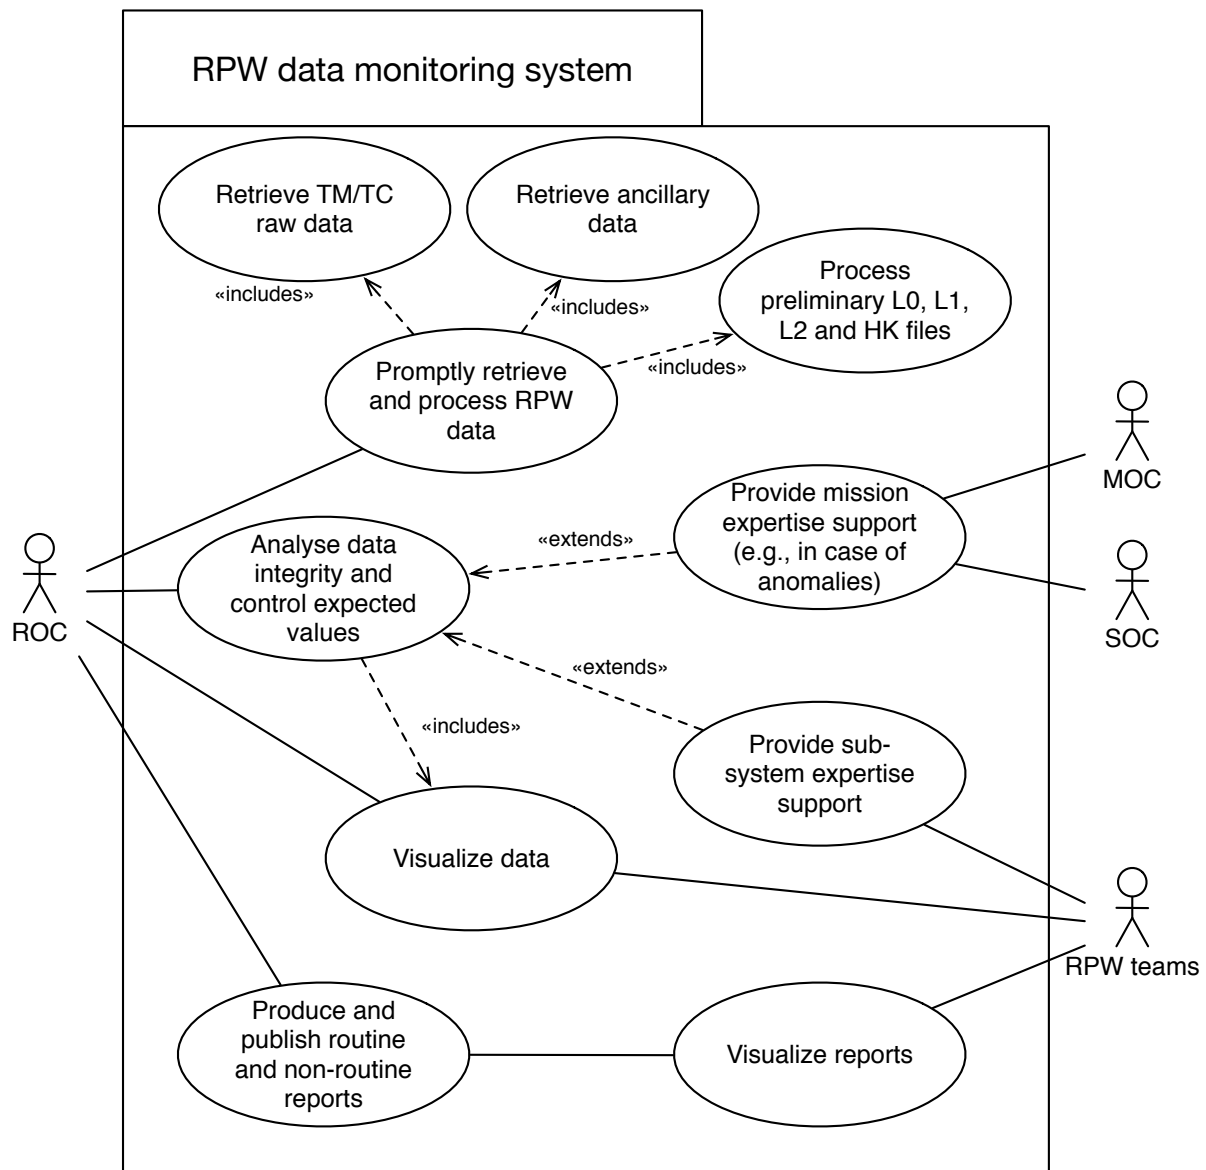 RPW data monitoring system
Retrieve TM/TC
raw data
Retrieve ancillary
data
Process
preliminary L0, L1,
L2 and HK files
«includes»
«includes»
«includes»
Promptly retrieve
and process RPW
data
MOC
Provide mission
expertise support
(e.g., in case of
anomalies)
«extends»
Analyse data
integrity and
control expected
values
ROC
SOC
«extends»
«includes»
Provide sub-
system expertise
support
Visualize data
RPW teams
Produce and
publish routine
and non-routine
reports
Visualize reports